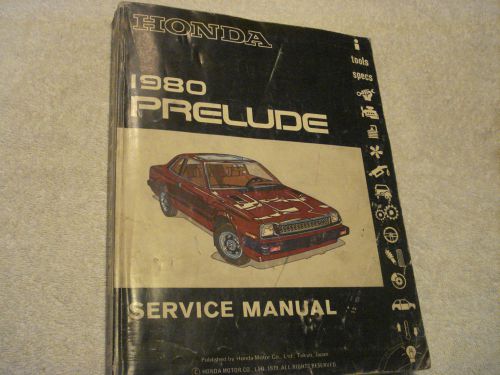 HONDA
1980
PRELUDE
i
tools
specs
SERVICE MANUAL
Published by Honda Motor Co., Ltd., Tokyo, Japan
© HONDA MOTOR CO., LTD. 1979. ALL RIGHTS RESERVED